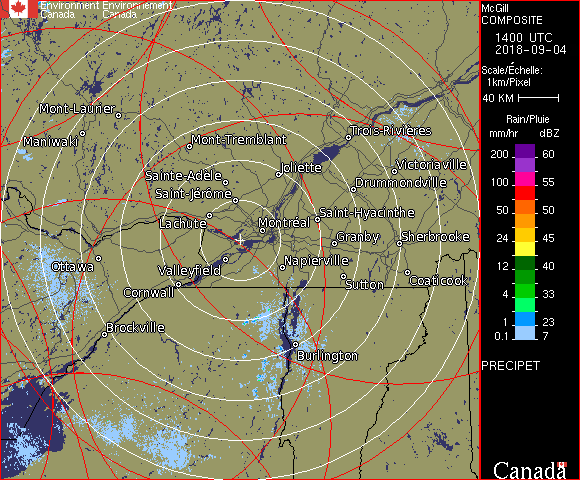 Environment Environnement
Canada Canada
McGill
COMPOSITE
1400 UTC
2018-09-04
Scale/Échelle:
1km/Pixel
40 KM
Rain/Pluie
mm/hr dBZ
200 60
100 55
50 50
24 45
12 40
4 33
1 23
0.1 7
PRECIPET
Canada
Mont-Laurier
Maniwaki
Mont-Tremblant
Trois-Rivières
Joliette
Victoriaville
Sainte-Adèle
Drummondville
Saint-Jérôme
Lachute
Saint-Hyacinthe
Montréal
Granby
Sherbrooke
Ottawa
Valleyfield
Napierville
Cornwall
Sutton
Coaticook
Brockville
Burlington